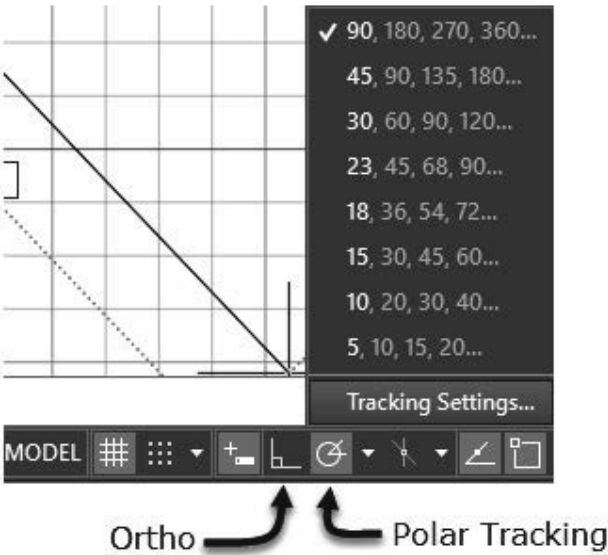 90, 180, 270, 360...
45, 90, 135, 180...
30, 60, 90, 120...
23, 45, 68, 90...
18, 36, 54, 72...
15, 30, 45, 60...
10, 20, 30, 40...
5, 10, 15, 20...
Tracking Settings...
MODEL
Ortho
Polar Tracking